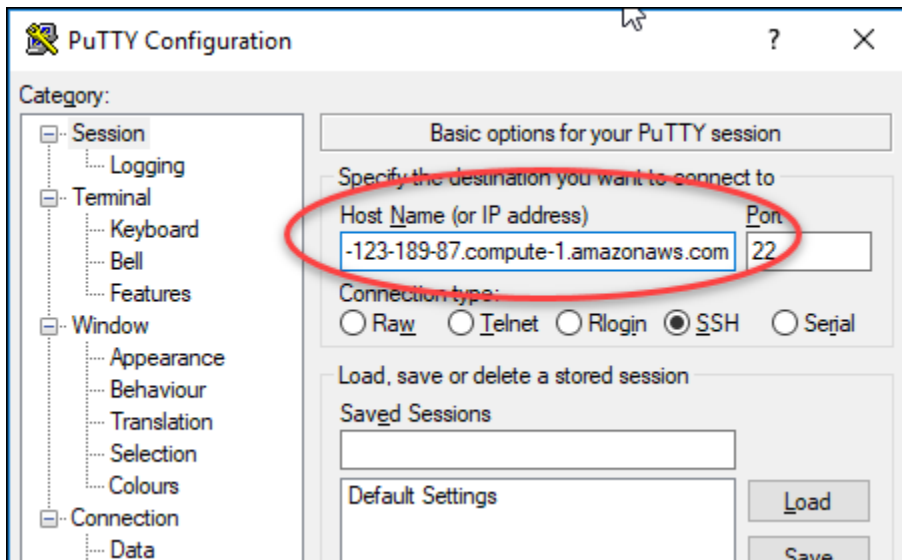 PuTTY Configuration ?
Category:
Session
Logging
Terminal
Keyboard
Bell
Features
Window
Appearance
Behaviour
Translation
Selection
Colours
Connection
Data
Basic options for your PuTTY session
Specify the destination you want to connect to
Host Name (or IP address) Port
-123-189-87.compute-1.amazonaws.com 22
Connection type:
Raw Telnet Rlogin SSH Serial
Load, save or delete a stored session
Saved Sessions
Default Settings
Load
Save